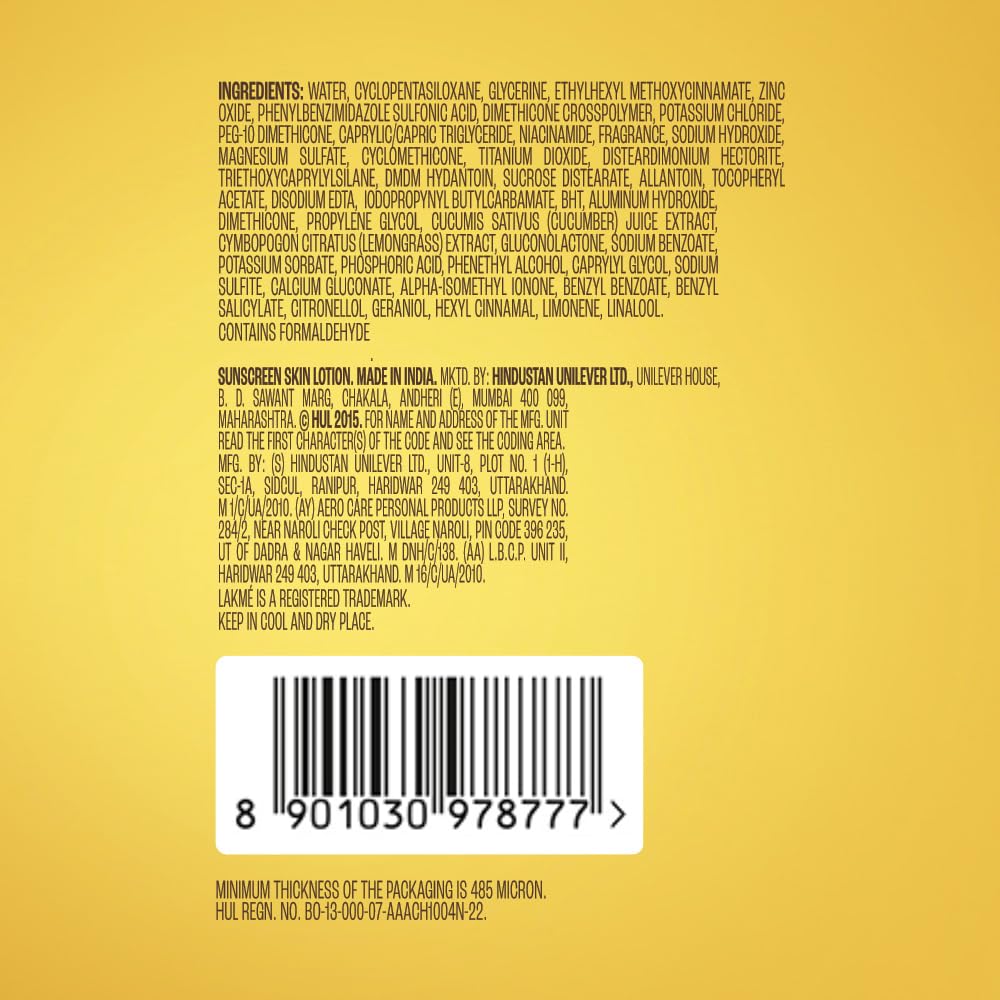 INGREDIENTS: WATER, CYCLOPENTASILOXANE, GLYCERINE, ETHYLHEXYL METHOXYCINNAMATE, ZINC
OXIDE, PHENYLBENZIMIDAZOLE SULFONIC ACID, DIMETHICONE CROSSPOLYMER, POTASSIUM CHLORIDE,
PEG-10 DIMETHICONE, CAPRYLIC/CAPRIC TRIGLYCERIDE, NIACINAMIDE, FRAGRANCE, SODIUM HYDROXIDE,
MAGNESIUM SULFATE, CYCLOMETHICONE, TITANIUM DIOXIDE, DISTEARDIMONIUM HECTORITE,
TRIETHOXYCAPRYLYLSILANE, DMDM HYDANTOIN, SUCROSE DISTEARATE, ALLANTOIN, TOCOPHERYL
ACETATE, DISODIUM EDTA, IODOPROPYNYL BUTYLCARBAMATE, BHT, ALUMINUM HYDROXIDE,
DIMETHICONE, PROPYLENE GLYCOL, CUCUMIS SATIVUS (CUCUMBER) JUICE EXTRACT,
CYMBOPOGON CITRATUS (LEMONGRASS) EXTRACT, GLUCONOLACTONE, SODIUM BENZOATE,
POTASSIUM SORBATE, PHOSPHORIC ACID, PHENETHYL ALCOHOL, CAPRYLYL GLYCOL, SODIUM
SULFITE, CALCIUM GLUCONATE, ALPHA-ISOMETHYL IONONE, BENZYL BENZOATE, BENZYL
SALICYLATE, CITRONELLOL, GERANIOL, HEXYL CINNAMAL, LIMONENE, LINALOOL.
CONTAINS FORMALDEHYDE
SUNSCREEN SKIN LOTION. MADE IN INDIA. MKTD. BY: HINDUSTAN UNILEVER LTD., UNILEVER HOUSE,
B. D. SAWANT MARG, CHAKALA, ANDHERI (E), MUMBAI 400 099,
MAHARASHTRA. © HUL 2015. FOR NAME AND ADDRESS OF THE MFG. UNIT
READ THE FIRST CHARACTER(S) OF THE CODE AND SEE THE CODING AREA.
MFG. BY: (S) HINDUSTAN UNILEVER LTD., UNIT-8, PLOT NO. 1 (1-H),
SEC-1A, SIDCUL, RANIPUR, HARIDWAR 249 403, UTTARAKHAND.
M 1/C/UA/2010. (AY) AERO CARE PERSONAL PRODUCTS LLP, SURVEY NO.
284/2, NEAR NAROLI CHECK POST, VILLAGE NAROLI, PIN CODE 396 235,
UT OF DADRA & NAGAR HAVELI. M DNH/C/138. (AA) L.B.C.P. UNIT II,
HARIDWAR 249 403, UTTARAKHAND. M 16/C/UA/2010.
LAKMÉ IS A REGISTERED TRADEMARK.
KEEP IN COOL AND DRY PLACE.
8 901030 978777 >
MINIMUM THICKNESS OF THE PACKAGING IS 485 MICRON.
HUL REGN. NO. BO-13-000-07-AAACH1004N-22.